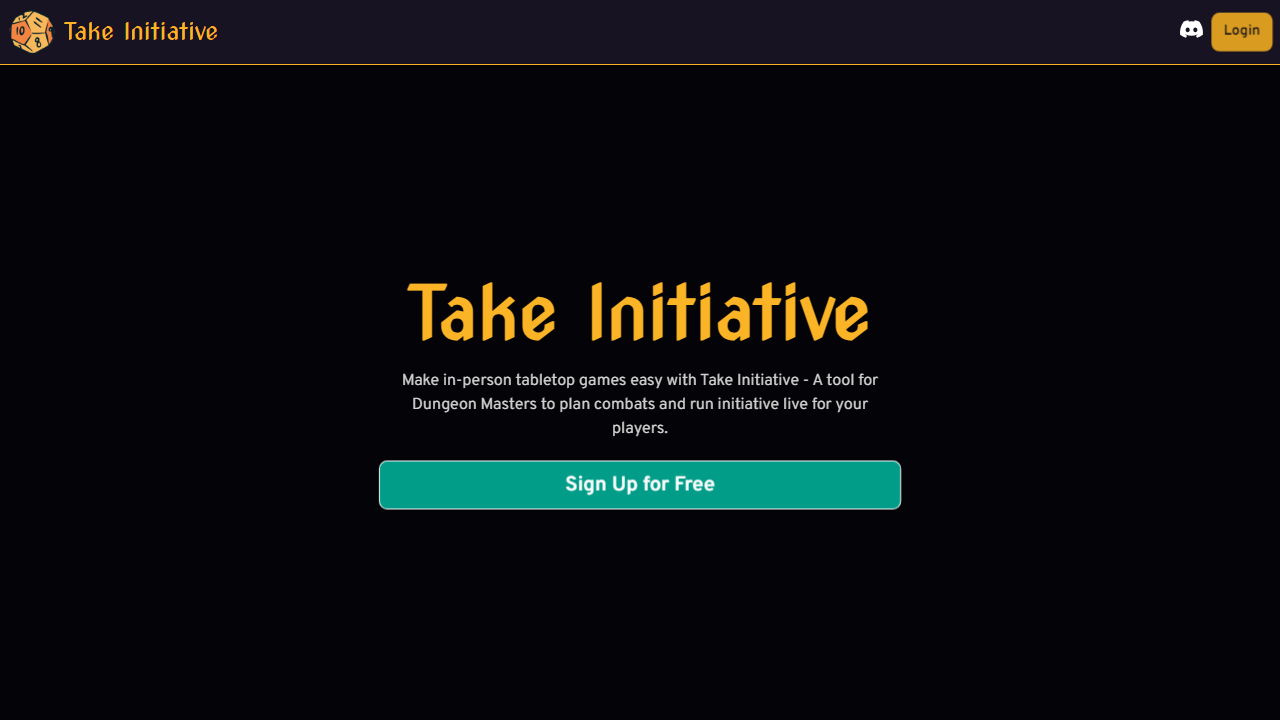 10 11 8
Take Initiative
Login
Take Initiative
Make in-person tabletop games easy with Take Initiative - A tool for
Dungeon Masters to plan combats and run initiative live for your
players.
Sign Up for Free